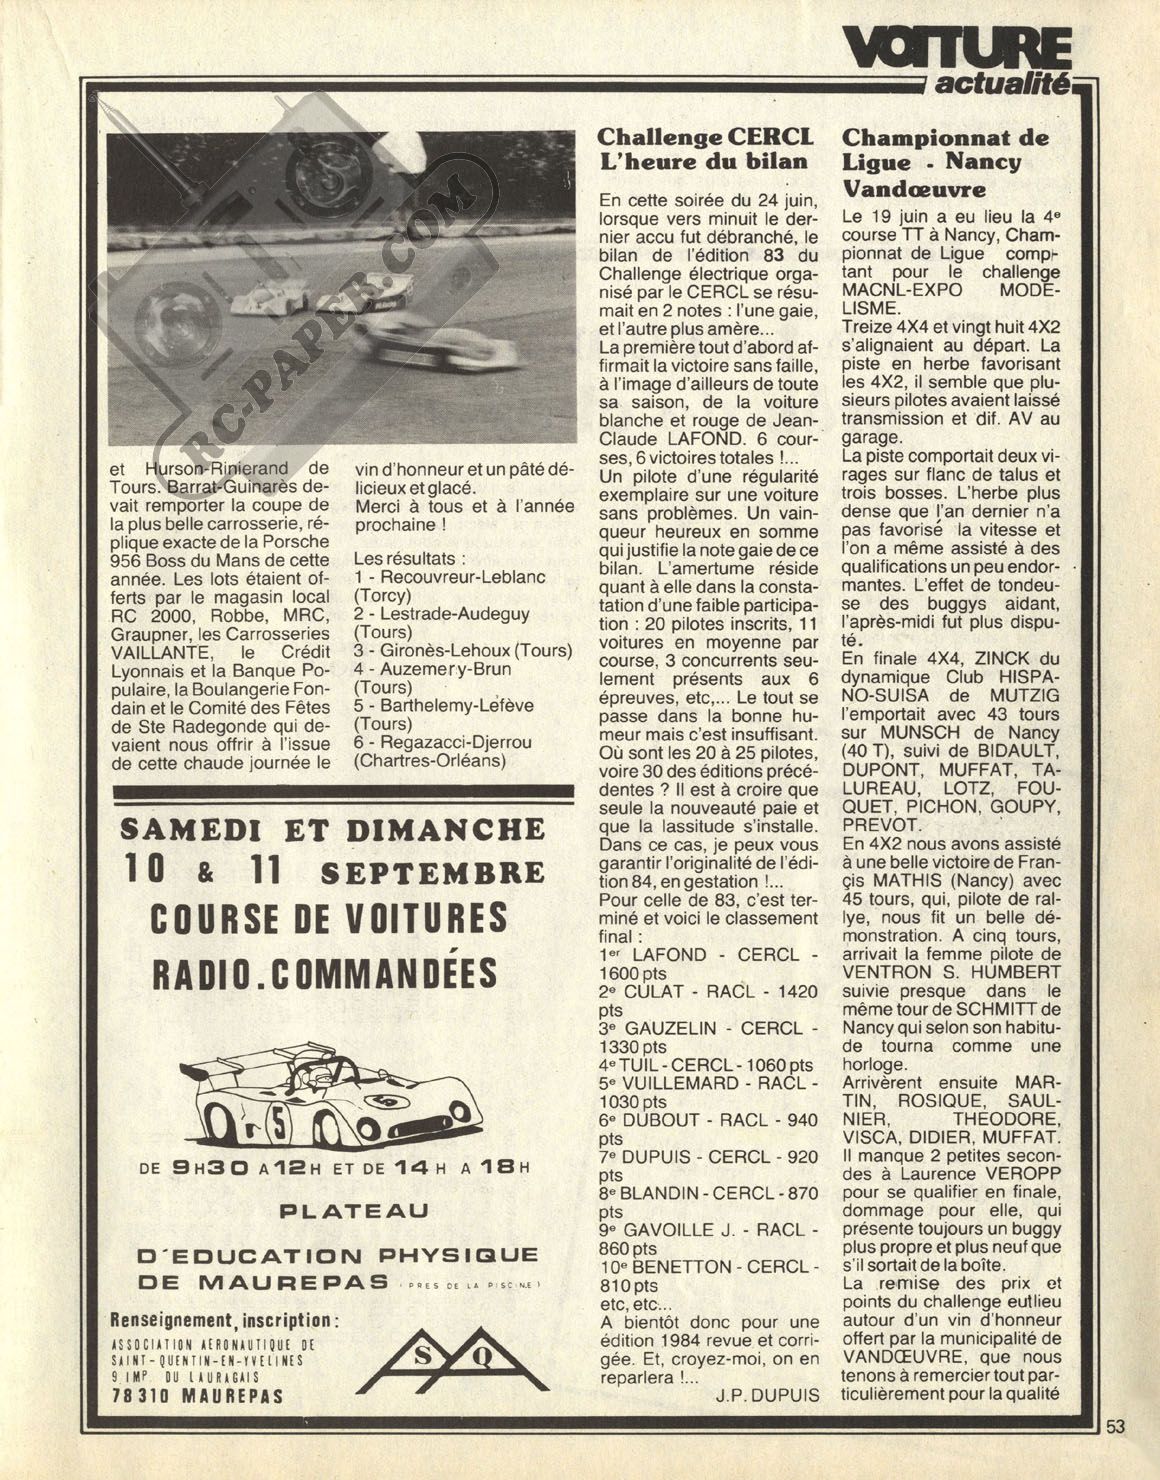 VOITURE
actualité
RC-PAPER.COM
et Hursor-Rinierand de
Tours. Barrat-Guinarès de-
vait remporter la coupe de
la plus belle carrosserie, ré-
plique exacte de la Porsche
956 Boss du Mans de cette
année. Les lots étaient of-
ferts par le magasin local
RC 2000, Robbe, MRC,
Graupner, les Carrosseries
VAILLANTE, le Crédit
Lyonnais et la Banque Po-
pulaire, la Boulangerie Fon-
dain et le Comité des Fêtes
de Ste Radegonde qui de-
vaient nous offrir à l'issue
de cette chaude journée le
vin d'honneur et un pâté dé-
licieux et glacé.
Merci à tous et à l'année
prochaine !
Les résultats :
1 - Recouvreur-Leblanc
(Torcy)
2 - Lestrade-Audeguy
(Tours)
3 - Gironès-Lehoux (Tours)
4 - Auzemery-Brun
(Tours)
5 - Barthelemy-Lefève
(Tours)
6 - Regazacci-Djerrou
(Chartres-Orléans)
SAMEDI ET DIMANCHE
10 & 11 SEPTEMBRE
COURSE DE VOITURES
RADIO.COMMANDÉES
5
5
DE 9H30 A 12H ET DE 14H A 18H
PLATEAU
D'EDUCATION PHYSIQUE
DE MAUREPAS (PRES DE LA PISCINE)
Renseignement, inscription :
ASSOCIATION AERONAUTIQUE DE
SAINT-QUENTIN-EN-YVELINES
9 IMP. DU LAURAGAIS
78310 MAUREPAS
S Q
Challenge CERCL
L'heure du bilan
En cette soirée du 24 juin,
lorsque vers minuit le der-
nier accu fut débranché, le
bilan de l'édition 83 du
Challenge électrique orga-
nisé par le CERCL se résu-
mait en 2 notes : l'une gaie,
et l'autre plus amère...
La première tout d'abord af-
firmait la victoire sans faille,
à l'image d'ailleurs de toute
sa saison, de la voiture
blanche et rouge de Jean-
Claude LAFOND. 6 cour-
ses, 6 victoires totales !...
Un pilote d'une régularité
exemplaire sur une voiture
sans problèmes. Un vain-
queur heureux en somme
qui justifie la note gaie de ce
bilan. L'amertume réside
quant à elle dans la consta-
tation d'une faible participa-
tion : 20 pilotes inscrits, 11
voitures en moyenne par
course, 3 concurrents seu-
lement présents aux 6
épreuves, etc,... Le tout se
passe dans la bonne hu-
meur mais c'est insuffisant.
Où sont les 20 à 25 pilotes,
voire 30 des éditions précé-
dentes ? Il est à croire que
seule la nouveauté paie et
que la lassitude s'installe.
Dans ce cas, je peux vous
garantir l'originalité de l'édi-
tion 84, en gestation !...
Pour celle de 83, c'est ter-
miné et voici le classement
final :
1er LAFOND - CERCL -
1600 pts
2e CULAT - RACL - 1420
pts
3e GAUZELIN - CERCL -
1330 pts
4e TUIL - CERCL - 1060 pts
5e VUILLEMARD - RACL -
1030 pts
6e DUBOUT - RACL - 940
pts
7e DUPUIS - CERCL - 920
pts
8e BLANDIN - CERCL - 870
pts
9e GAVOILLE J. - RACL -
860 pts
10e BENETTON - CERCL -
810 pts
etc, etc...
A bientôt donc pour une
édition 1984 revue et corri-
gée. Et, croyez-moi, on en
reparlera !...
J.P. DUPUIS
Championnat de
Ligue - Nancy
Vandœuvre
Le 19 juin a eu lieu la 4e
course TT à Nancy, Cham-
pionnat de Ligue comp-
tant pour le challenge
MACNL-EXPO MODE-
LISME.
Treize 4X4 et vingt huit 4X2
s'alignaient au départ. La
piste en herbe favorisant
les 4X2, il semble que plu-
sieurs pilotes avaient laissé
transmission et dif. AV au
garage.
La piste comportait deux vi-
rages sur flanc de talus et
trois bosses. L'herbe plus
dense que l'an dernier n'a
pas favorisé la vitesse et
l'on a même assisté à des
qualifications un peu endor-
mantes. L'effet de tondeu-
se des buggys aidant,
l'après-midi fut plus dispu-
té.
En finale 4X4, ZINCK du
dynamique Club HISPA-
NO-SUISA de MUTZIG
l'emportait avec 43 tours
sur MUNSCH de Nancy
(40 T), suivi de BIDAULT,
DUPONT, MUFFAT, TA-
LUREAU, LOTZ, FOU-
QUET, PICHON, GOUPY,
PREVOT.
En 4X2 nous avons assisté
à une belle victoire de Fran-
çis MATHIS (Nancy) avec
45 tours, qui, pilote de ral-
lye, nous fit un belle dé-
monstration. A cinq tours,
arrivait la femme pilote de
VENTRON S. HUMBERT
suivie presque dans le
même tour de SCHMITT de
Nancy qui selon son habitu-
de tourna comme une
horloge.
Arrivèrent ensuite MAR-
TIN, ROSIQUE, SAUL-
NIER, THEODORE,
VISCA, DIDIER, MUFFAT.
Il manque 2 petites secon-
des à Laurence VEROPP
pour se qualifier en finale,
dommage pour elle, qui
présente toujours un buggy
plus propre et plus neuf que
s'il sortait de la boîte.
La remise des prix et
points du challenge eut lieu
autour d'un vin d'honneur
offert par la municipalité de
VANDŒUVRE, que nous
tenons à remercier tout par-
ticulièrement pour la qualité
53